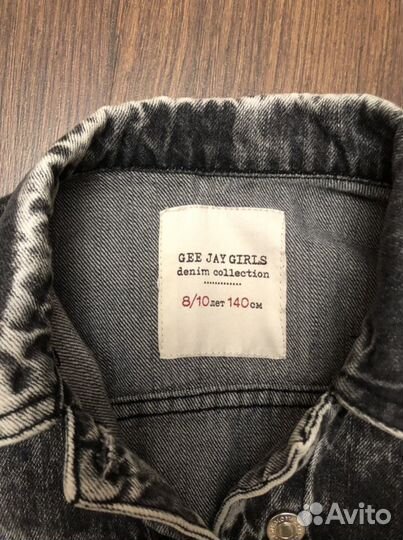 GEE JAY GIRLS
denim collection
8/10 лет 140 см
Avito